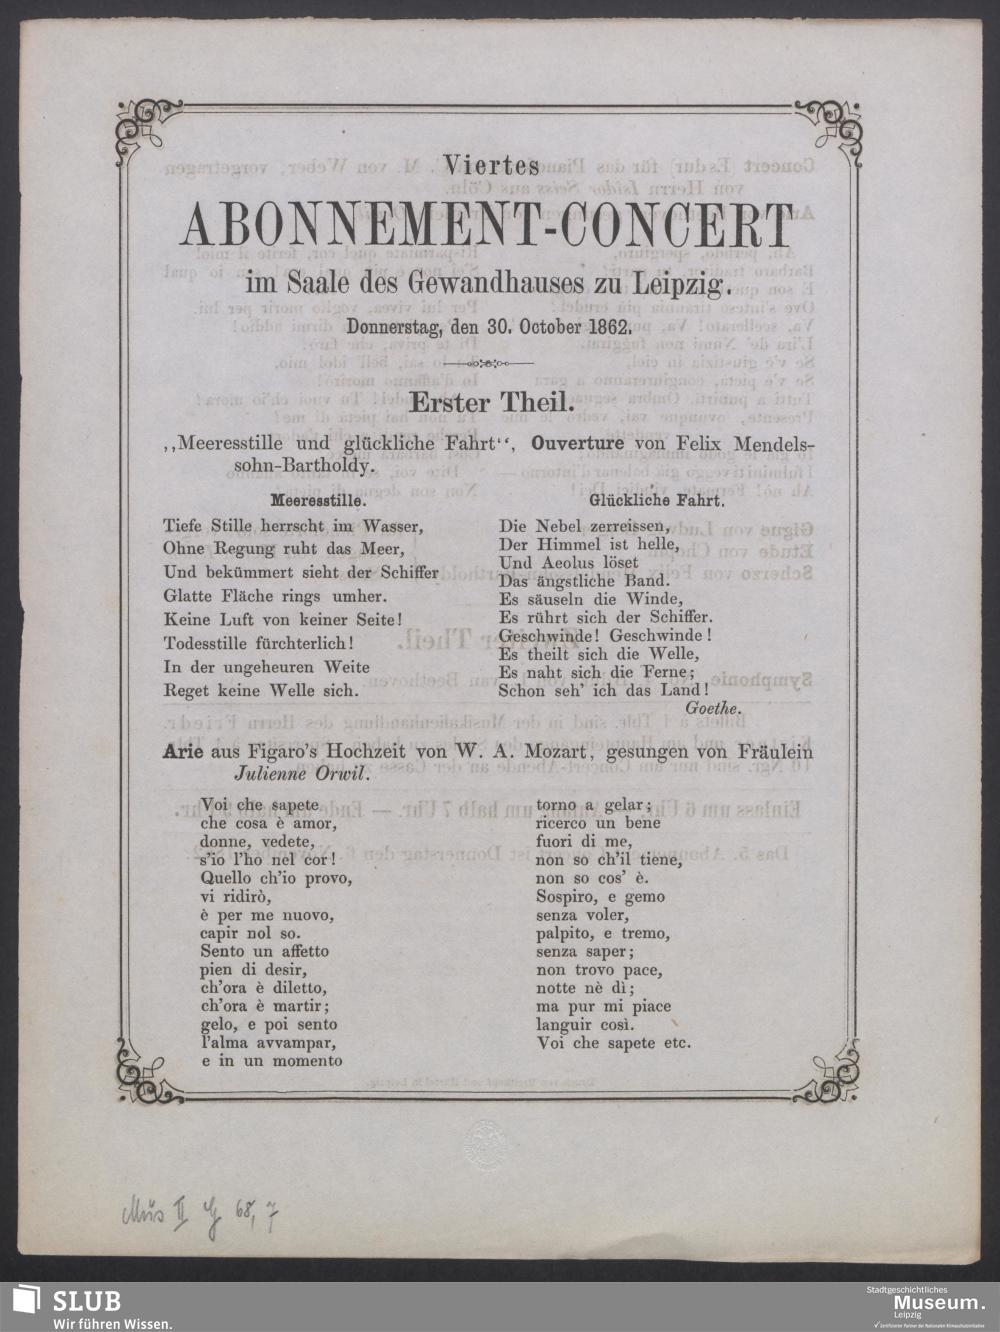 Viertes
ABONNEMENT-CONCERT
im Saale des Gewandhauses zu Leipzig.
Donnerstag, den 30. October 1862.
Erster Theil.
,,Meeresstille und glückliche Fahrt“, Ouverture von Felix Mendels-
sohn-Bartholdy.
Meeresstille.
Tiefe Stille herrscht im Wasser,
Ohne Regung ruht das Meer,
Und bekümmert sieht der Schiffer
Glatte Fläche rings umher.
Keine Luft von keiner Seite!
Todesstille fürchterlich!
In der ungeheuren Weite
Reget keine Welle sich.
Glückliche Fahrt.
Die Nebel zerreissen,
Der Himmel ist helle,
Und Aeolus löset
Das ängstliche Band.
Es säuseln die Winde,
Es rührt sich der Schiffer.
Geschwinde! Geschwinde!
Es theilt sich die Welle,
Es naht sich die Ferne;
Schon seh' ich das Land!
Goethe.
Arie aus Figaro's Hochzeit von W. A. Mozart, gesungen von Fräulein
Julienne Orwil.
Voi che sapete
che cosa è amor,
donne, vedete,
s'io l'ho nel cor!
Quello ch'io provo,
vi ridirò,
è per me nuovo,
capir nol so.
Sento un affetto
pien di desir,
ch'ora è diletto,
ch'ora è martir;
gelo, e poi sento
l'alma avvampar,
e in un momento
torno a gelar;
ricerco un bene
fuori di me,
non so ch'il tiene,
non so cos' è.
Sospiro, e gemo
senza voler,
palpito, e tremo,
senza saper;
non trovo pace,
notte nè dì;
ma pur mi piace
languir così.
Voi che sapete etc.
Mus II G 68, 7
SLUB
Wir führen Wissen.
Stadtgeschichtliches
Museum.
Leipzig
Zertifizierter Partner der Nationalen Klimaschutzinitiative